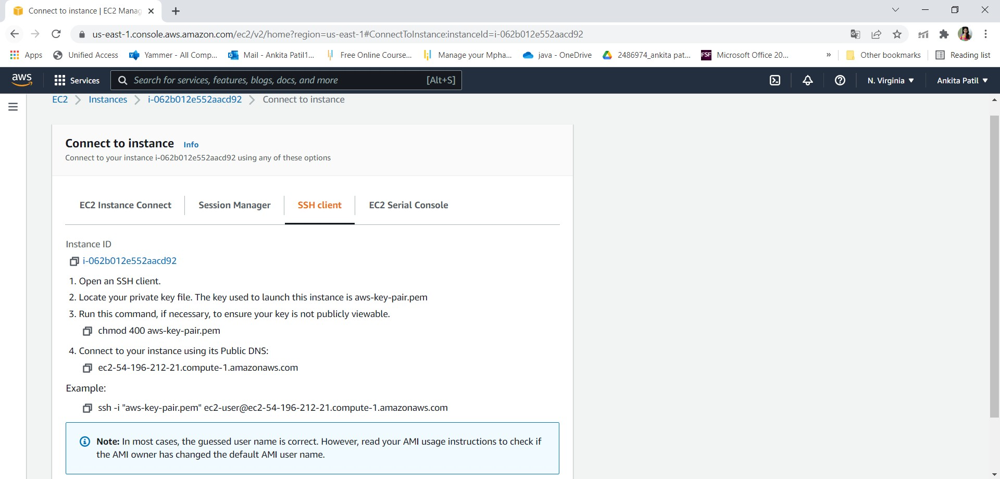 Connect to instance | EC2 Manag
us-east-1.console.aws.amazon.com/ec2/v2/home?region=us-east-1#ConnectToInstance:instanceId=i-062b012e552aacd92
Apps Unified Access Yammer - All Comp... Mail - Ankita Patil1... Free Online Course... Manage your Mpha... java - OneDrive 2486974_ankita pat... FSF Microsoft Office 20... » Other bookmarks Reading list
aws Services Search for services, features, blogs, docs, and more [Alt+S] N. Virginia Ankita Patil
EC2 Instances i-062b012e552aacd92 Connect to instance
Connect to instance Info
Connect to your instance i-062b012e552aacd92 using any of these options
EC2 Instance Connect Session Manager SSH client EC2 Serial Console
Instance ID
i-062b012e552aacd92
1. Open an SSH client.
2. Locate your private key file. The key used to launch this instance is aws-key-pair.pem
3. Run this command, if necessary, to ensure your key is not publicly viewable.
chmod 400 aws-key-pair.pem
4. Connect to your instance using its Public DNS:
ec2-54-196-212-21.compute-1.amazonaws.com
Example:
ssh -i "aws-key-pair.pem" ec2-user@ec2-54-196-212-21.compute-1.amazonaws.com
Note: In most cases, the guessed user name is correct. However, read your AMI usage instructions to check if
the AMI owner has changed the default AMI user name.